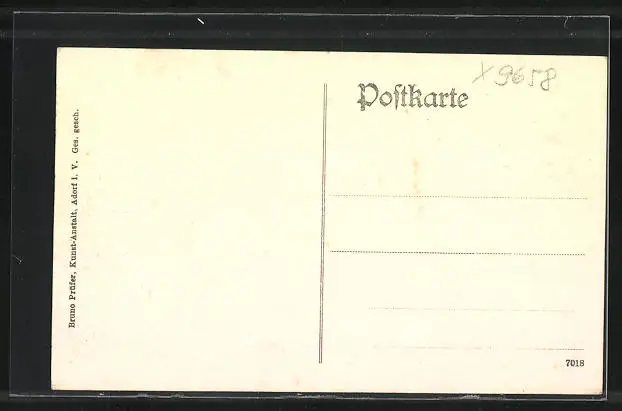 Bruno Prüfer, Kunst-Anstalt, Adorf i. V. Ges. gesch.
Poſtkarte
x 9658
7018